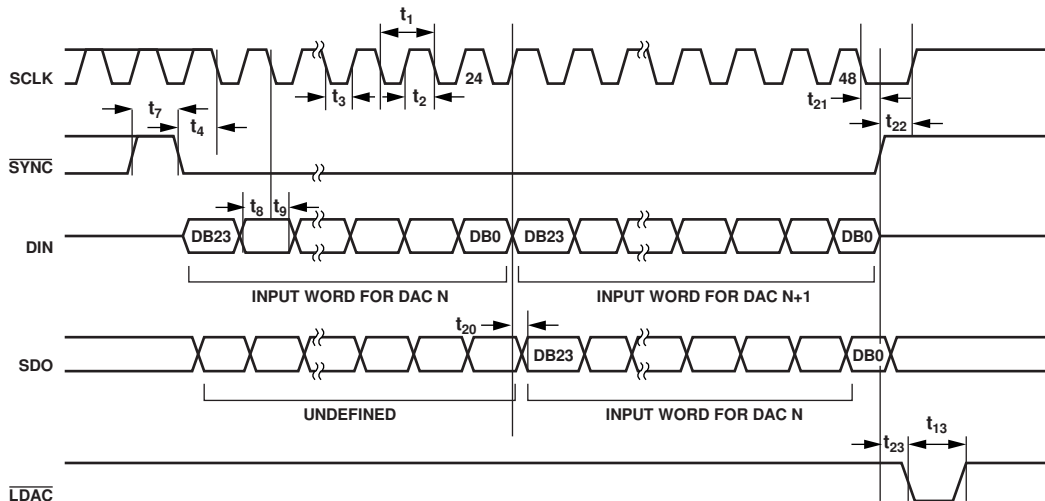 t1
SCLK
24
48
t3
t2
t21
t7
t4
t22
SYNC
t8
t9
DIN
DB23
DB0
DB23
DB0
INPUT WORD FOR DAC N
INPUT WORD FOR DAC N+1
t20
SDO
DB23
DB0
UNDEFINED
INPUT WORD FOR DAC N
t23
t13
LDAC